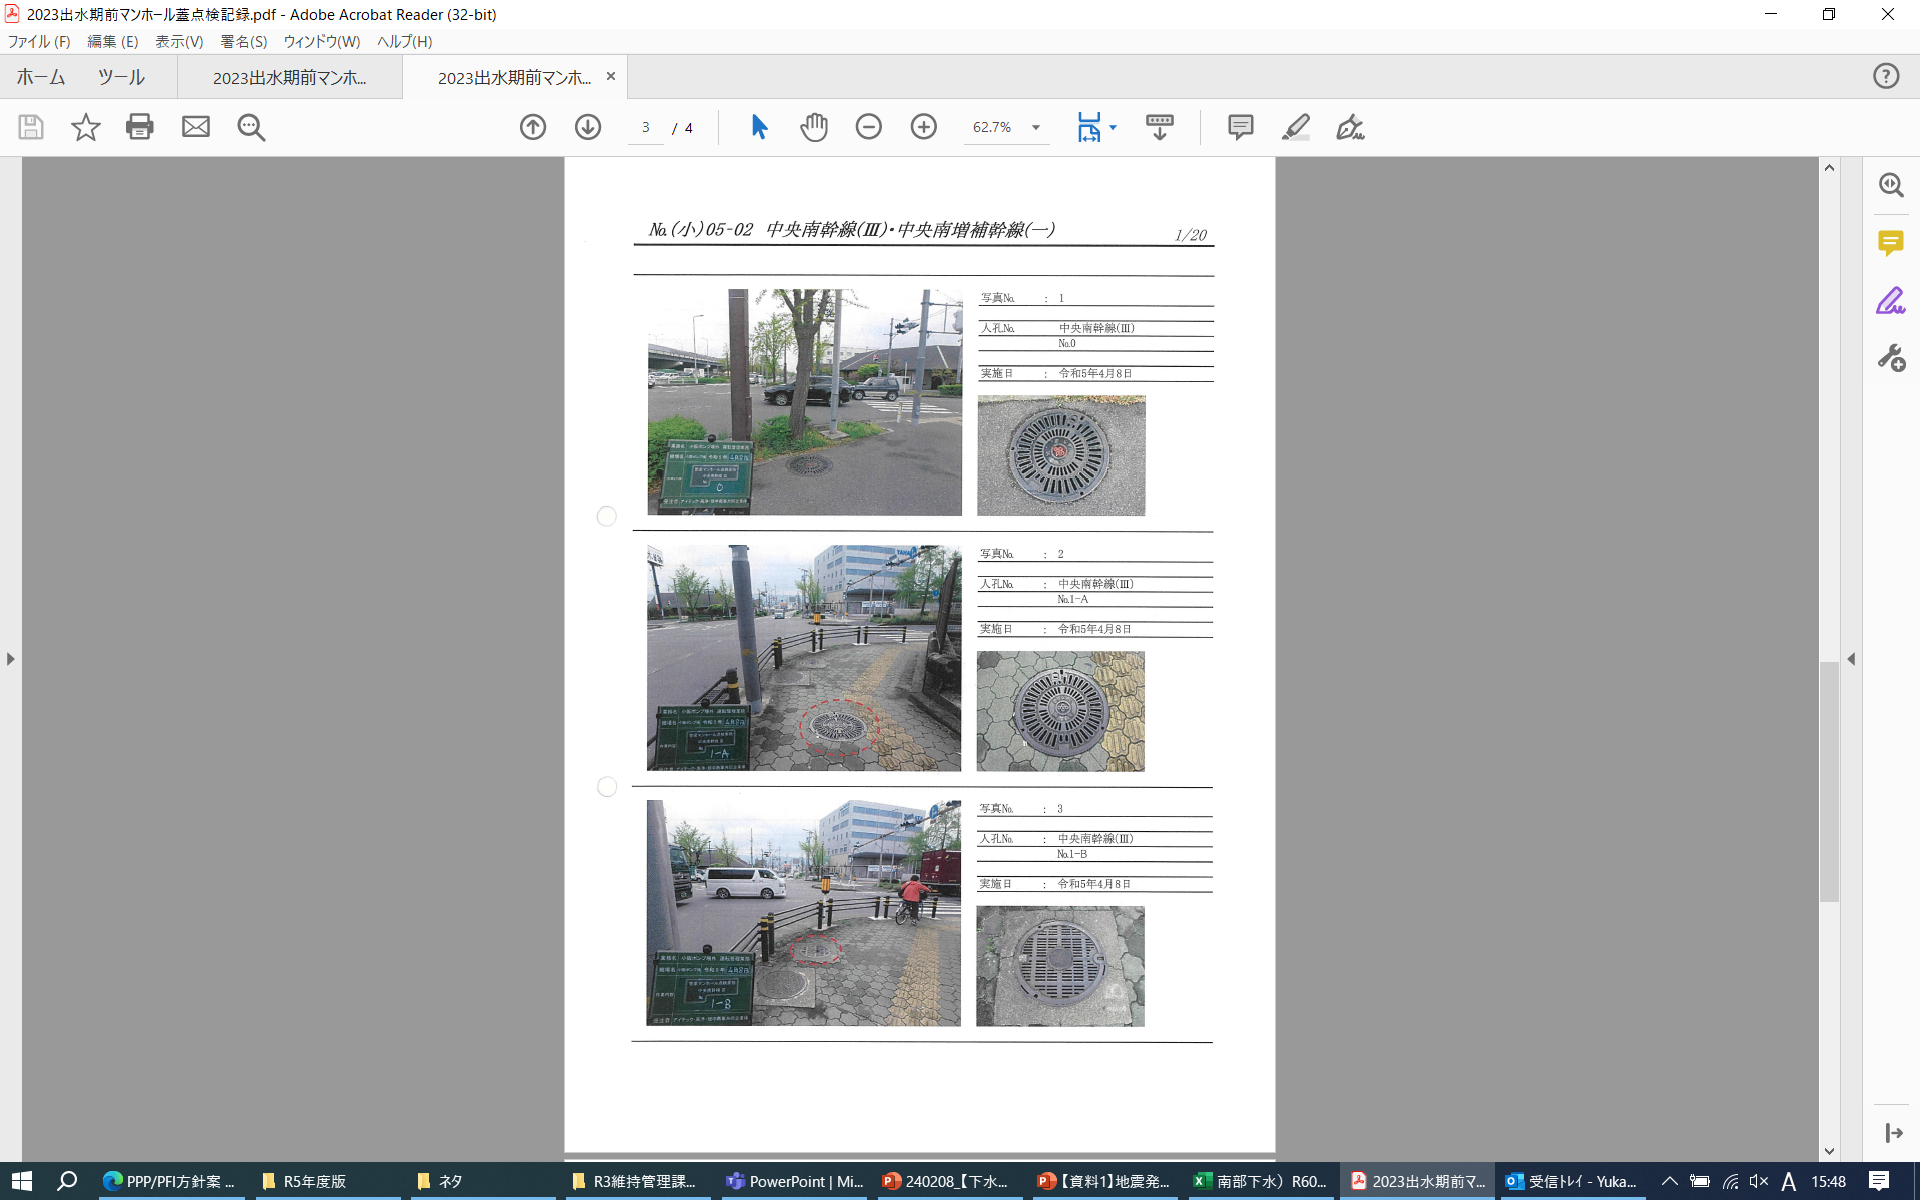 2023出水期前マンホール蓋点検記録.pdf - Adobe Acrobat Reader (32-bit)
ファイル(F) 編集(E) 表示(V) 署名(S) ウィンドウ(W) ヘルプ(H)
ホーム ツール 2023出水期前マンホ... 2023出水期前マンホ...
3 / 4 62.7%
№(小)05-02 中央南幹線(Ⅲ)・中央南増補幹線(一) 1/20
写真№ : 1
人孔№ : 中央南幹線(Ⅲ)
№0
実施日 : 令和5年4月8日
0
写真№ : 2
人孔№ : 中央南幹線(Ⅲ)
№1-A
実施日 : 令和5年4月8日
1-A
写真№ : 3
人孔№ : 中央南幹線(Ⅲ)
№1-B
実施日 : 令和5年4月8日
1-B
PPP/PFI方針案 ... R5年度版 ネタ R3維持管理課... PowerPoint | Mi... 240208_【下水... 【資料1】地震発... 南部下水）R60... 2023出水期前マ... 受信トレイ - Yuka... A 15:48